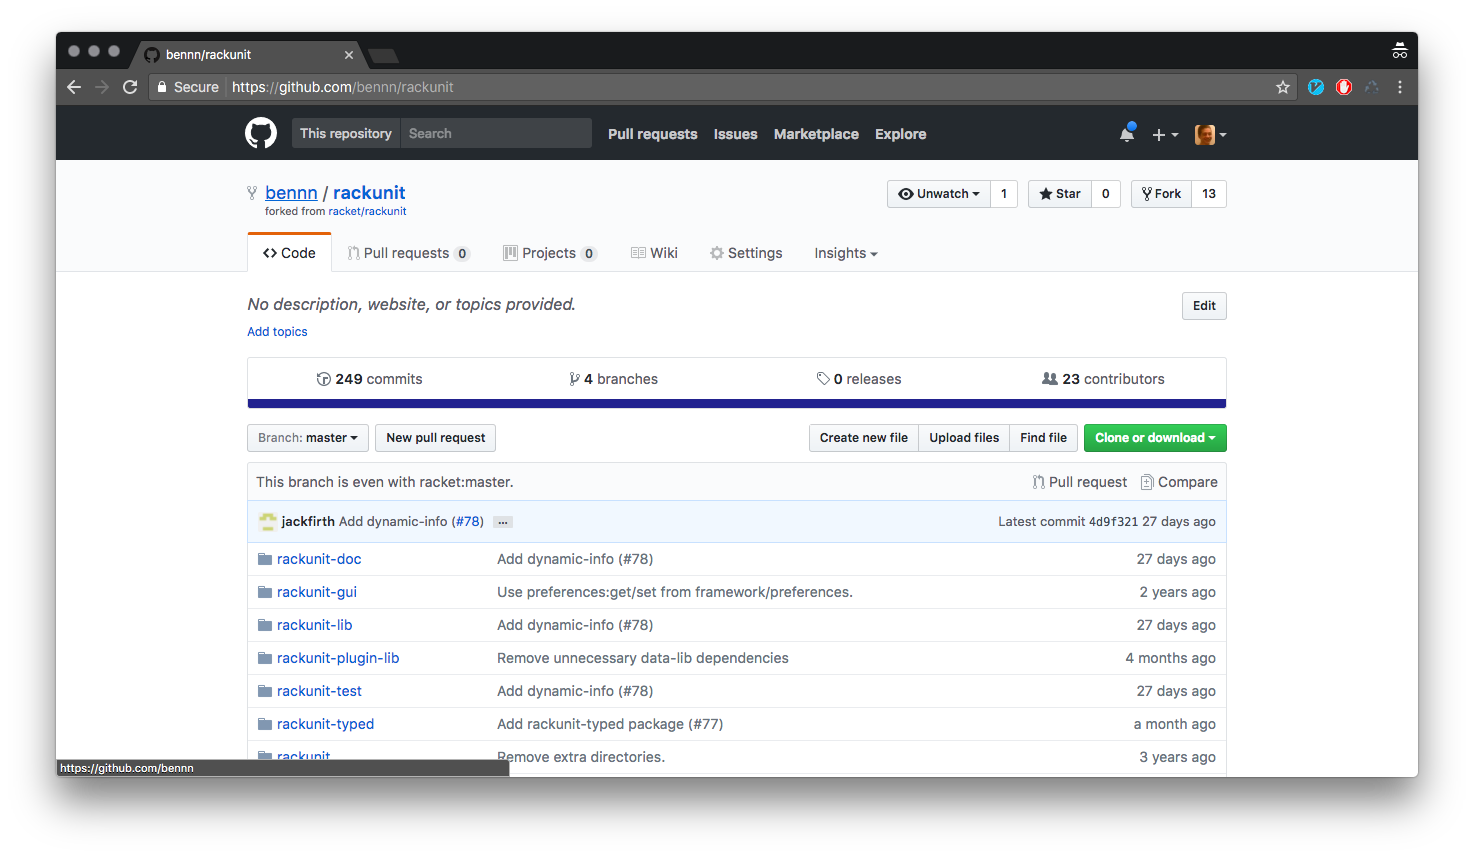 bennn/rackunit
Secure https://github.com/bennn/rackunit
This repository Search Pull requests Issues Marketplace Explore
bennn / rackunit Unwatch 1 Star 0 Fork 13
forked from racket/rackunit
Code Pull requests 0 Projects 0 Wiki Settings Insights
No description, website, or topics provided. Edit
Add topics
249 commits 4 branches 0 releases 23 contributors
Branch: master New pull request Create new file Upload files Find file Clone or download
This branch is even with racket:master. Pull request Compare
jackfirth Add dynamic-info (#78) … Latest commit 4d9f321 27 days ago
rackunit-doc Add dynamic-info (#78) 27 days ago
rackunit-gui Use preferences:get/set from framework/preferences. 2 years ago
rackunit-lib Add dynamic-info (#78) 27 days ago
rackunit-plugin-lib Remove unnecessary data-lib dependencies 4 months ago
rackunit-test Add dynamic-info (#78) 27 days ago
rackunit-typed Add rackunit-typed package (#77) a month ago
rackunit Remove extra directories. 3 years ago
https://github.com/bennn